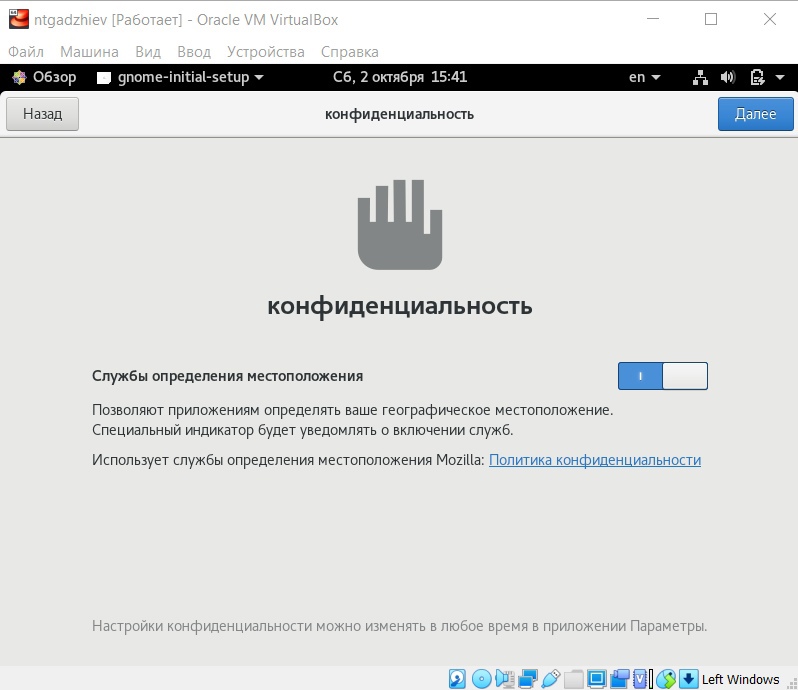 ntgadzhiev [Работает] - Oracle VM VirtualBox
Файл Машина Вид Ввод Устройства Справка
Обзор gnome-initial-setup Сб, 2 октября 15:41 en
Назад конфиденциальность Далее
конфиденциальность
Службы определения местоположения
Позволяют приложениям определять ваше географическое местоположение.
Специальный индикатор будет уведомлять о включении служб.
Использует службы определения местоположения Mozilla: Политика конфиденциальности
Настройки конфиденциальности можно изменять в любое время в приложении Параметры.
Left Windows